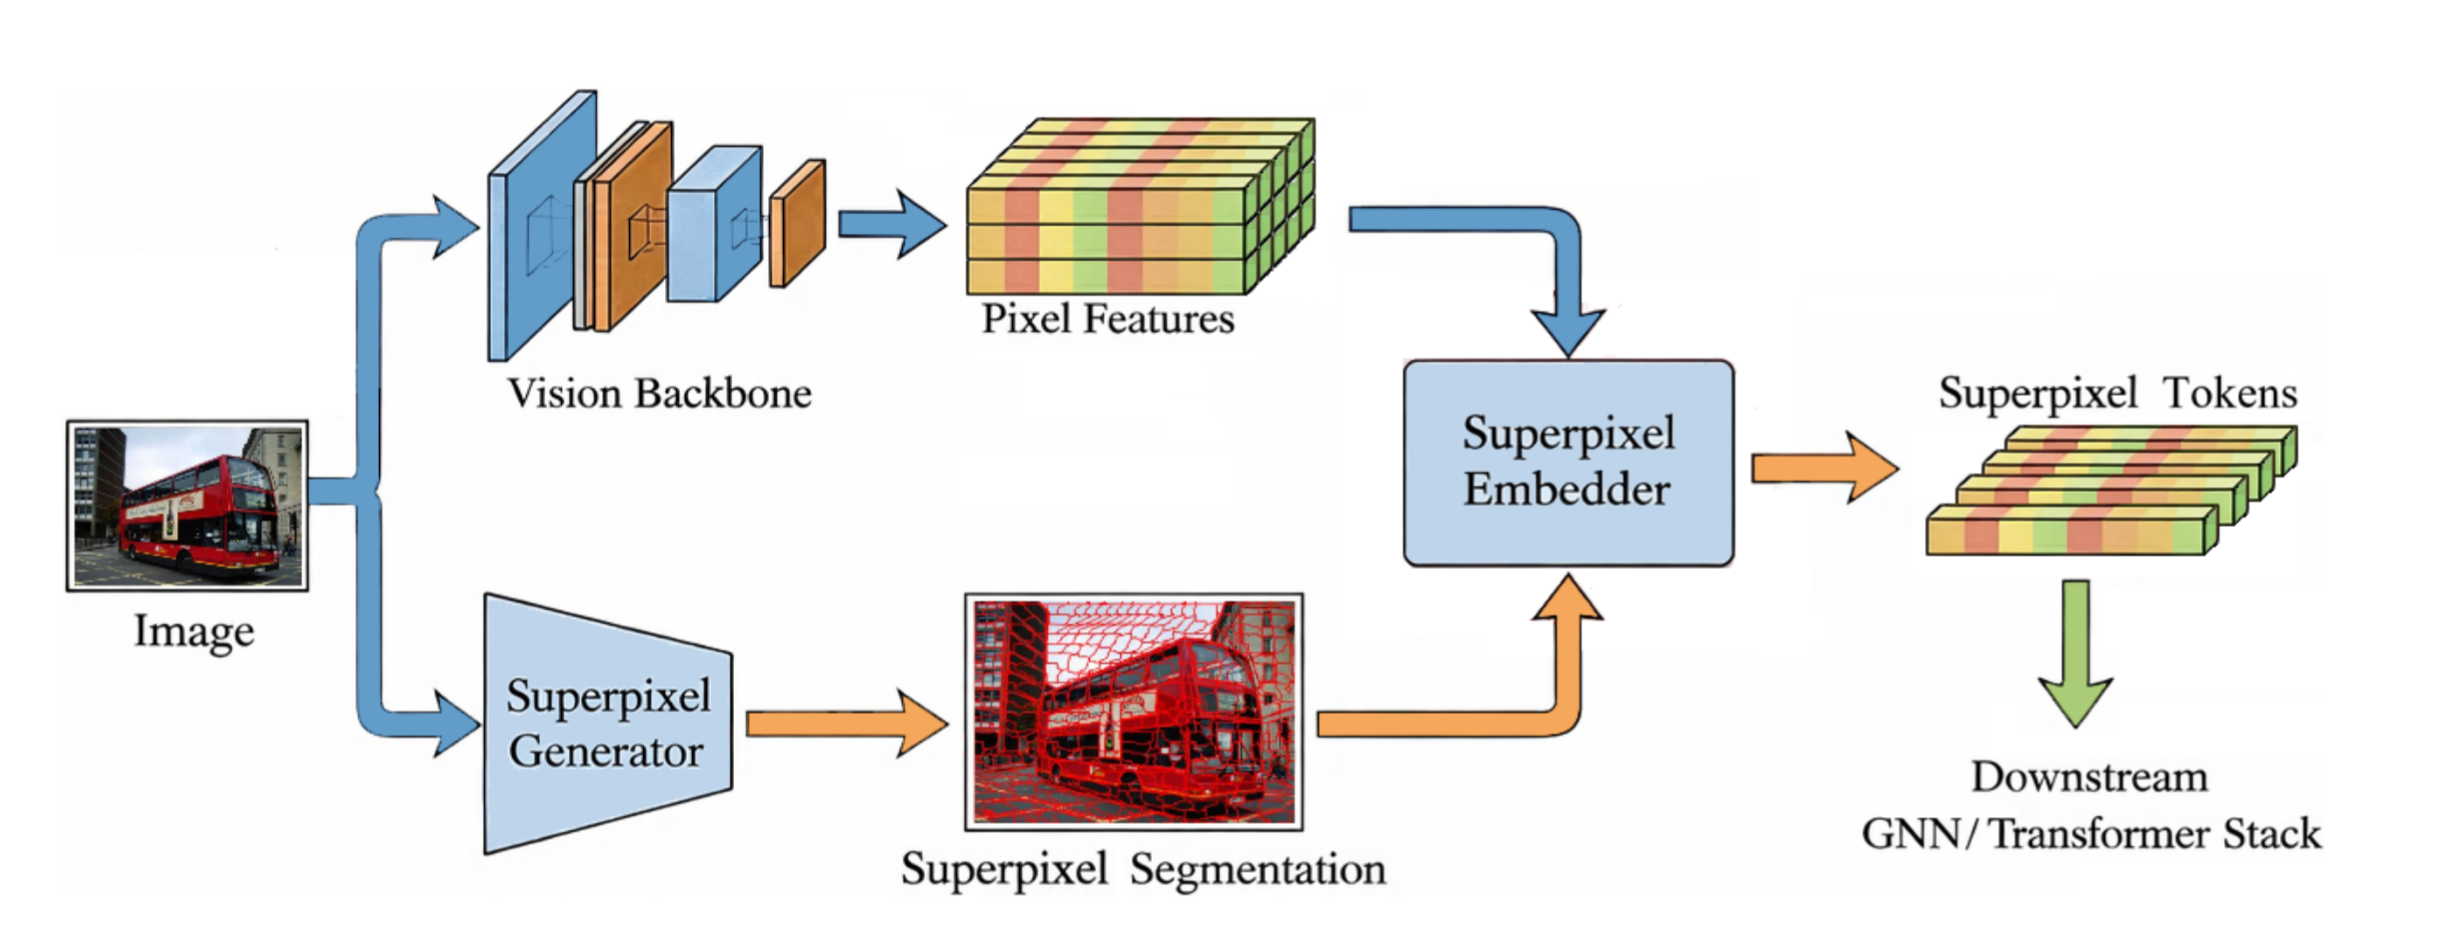 Pixel Features
Vision Backbone
Image
Superpixel
Generator
Superpixel Segmentation
Superpixel
Embedder
Superpixel Tokens
Downstream
GNN/Transformer Stack